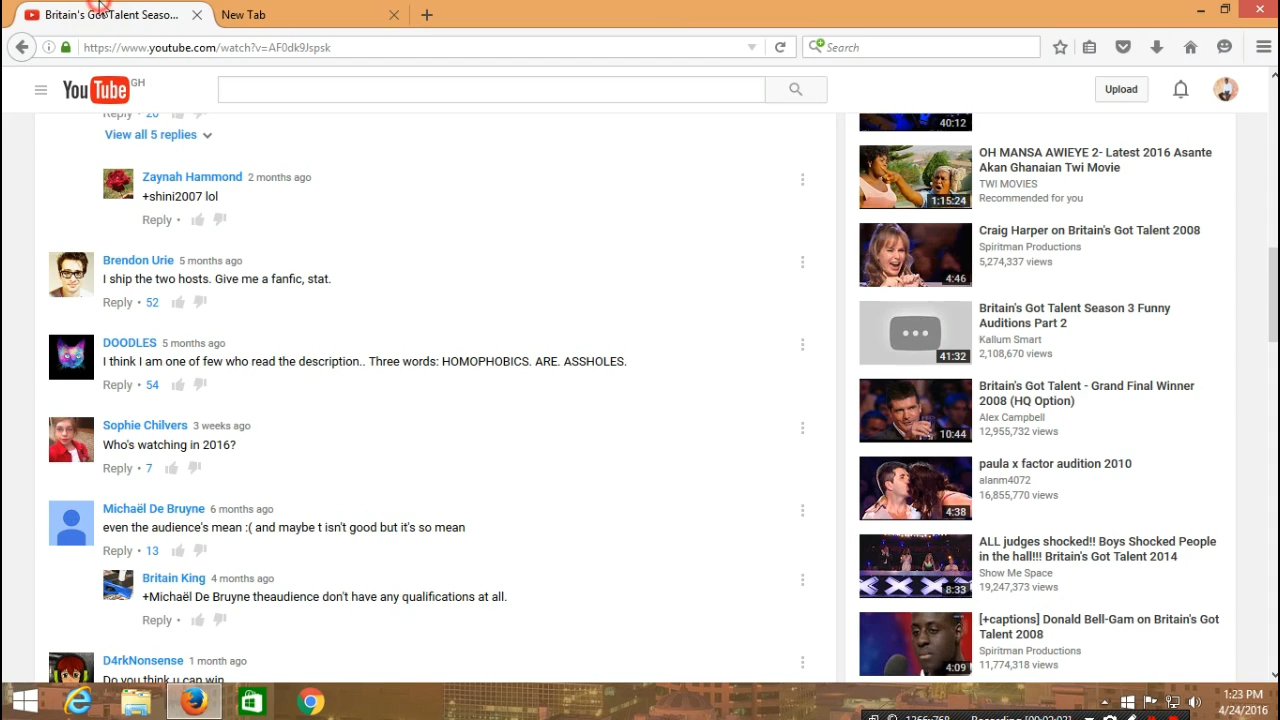 Britain's Got Talent Seaso...
New Tab
https://www.youtube.com/watch?v=AF0dk9Jspsk
Search
YouTube GH
Upload
Reply • 20
View all 5 replies
Zaynah Hammond 2 months ago
+shini2007 lol
Reply •
Brendon Urie 5 months ago
I ship the two hosts. Give me a fanfic, stat.
Reply • 52
DOODLES 5 months ago
I think I am one of few who read the description.. Three words: HOMOPHOBICS. ARE. ASSHOLES.
Reply • 54
Sophie Chilvers 3 weeks ago
Who's watching in 2016?
Reply • 7
Michaël De Bruyne 6 months ago
even the audience's mean :( and maybe t isn't good but it's so mean
Reply • 13
Britain King 4 months ago
+Michaël De Bruyne theaudience don't have any qualifications at all.
Reply •
D4rkNonsense 1 month ago
Do you think u can win
40:12
OH MANSA AWIEYE 2- Latest 2016 Asante
Akan Ghanaian Twi Movie
TWI MOVIES
Recommended for you
1:15:24
Craig Harper on Britain's Got Talent 2008
Spiritman Productions
5,274,337 views
4:46
Britain's Got Talent Season 3 Funny
Auditions Part 2
Kallum Smart
2,108,670 views
41:32
Britain's Got Talent - Grand Final Winner
2008 (HQ Option)
Alex Campbell
12,955,732 views
10:44
paula x factor audition 2010
alanm4072
16,855,770 views
4:38
ALL judges shocked!! Boys Shocked People
in the hall!!! Britain's Got Talent 2014
Show Me Space
19,247,373 views
8:33
[+captions] Donald Bell-Gam on Britain's Got
Talent 2008
Spiritman Productions
11,774,318 views
4:09
1:23 PM
4/24/2016
1366x768
Recording [00:02:02]